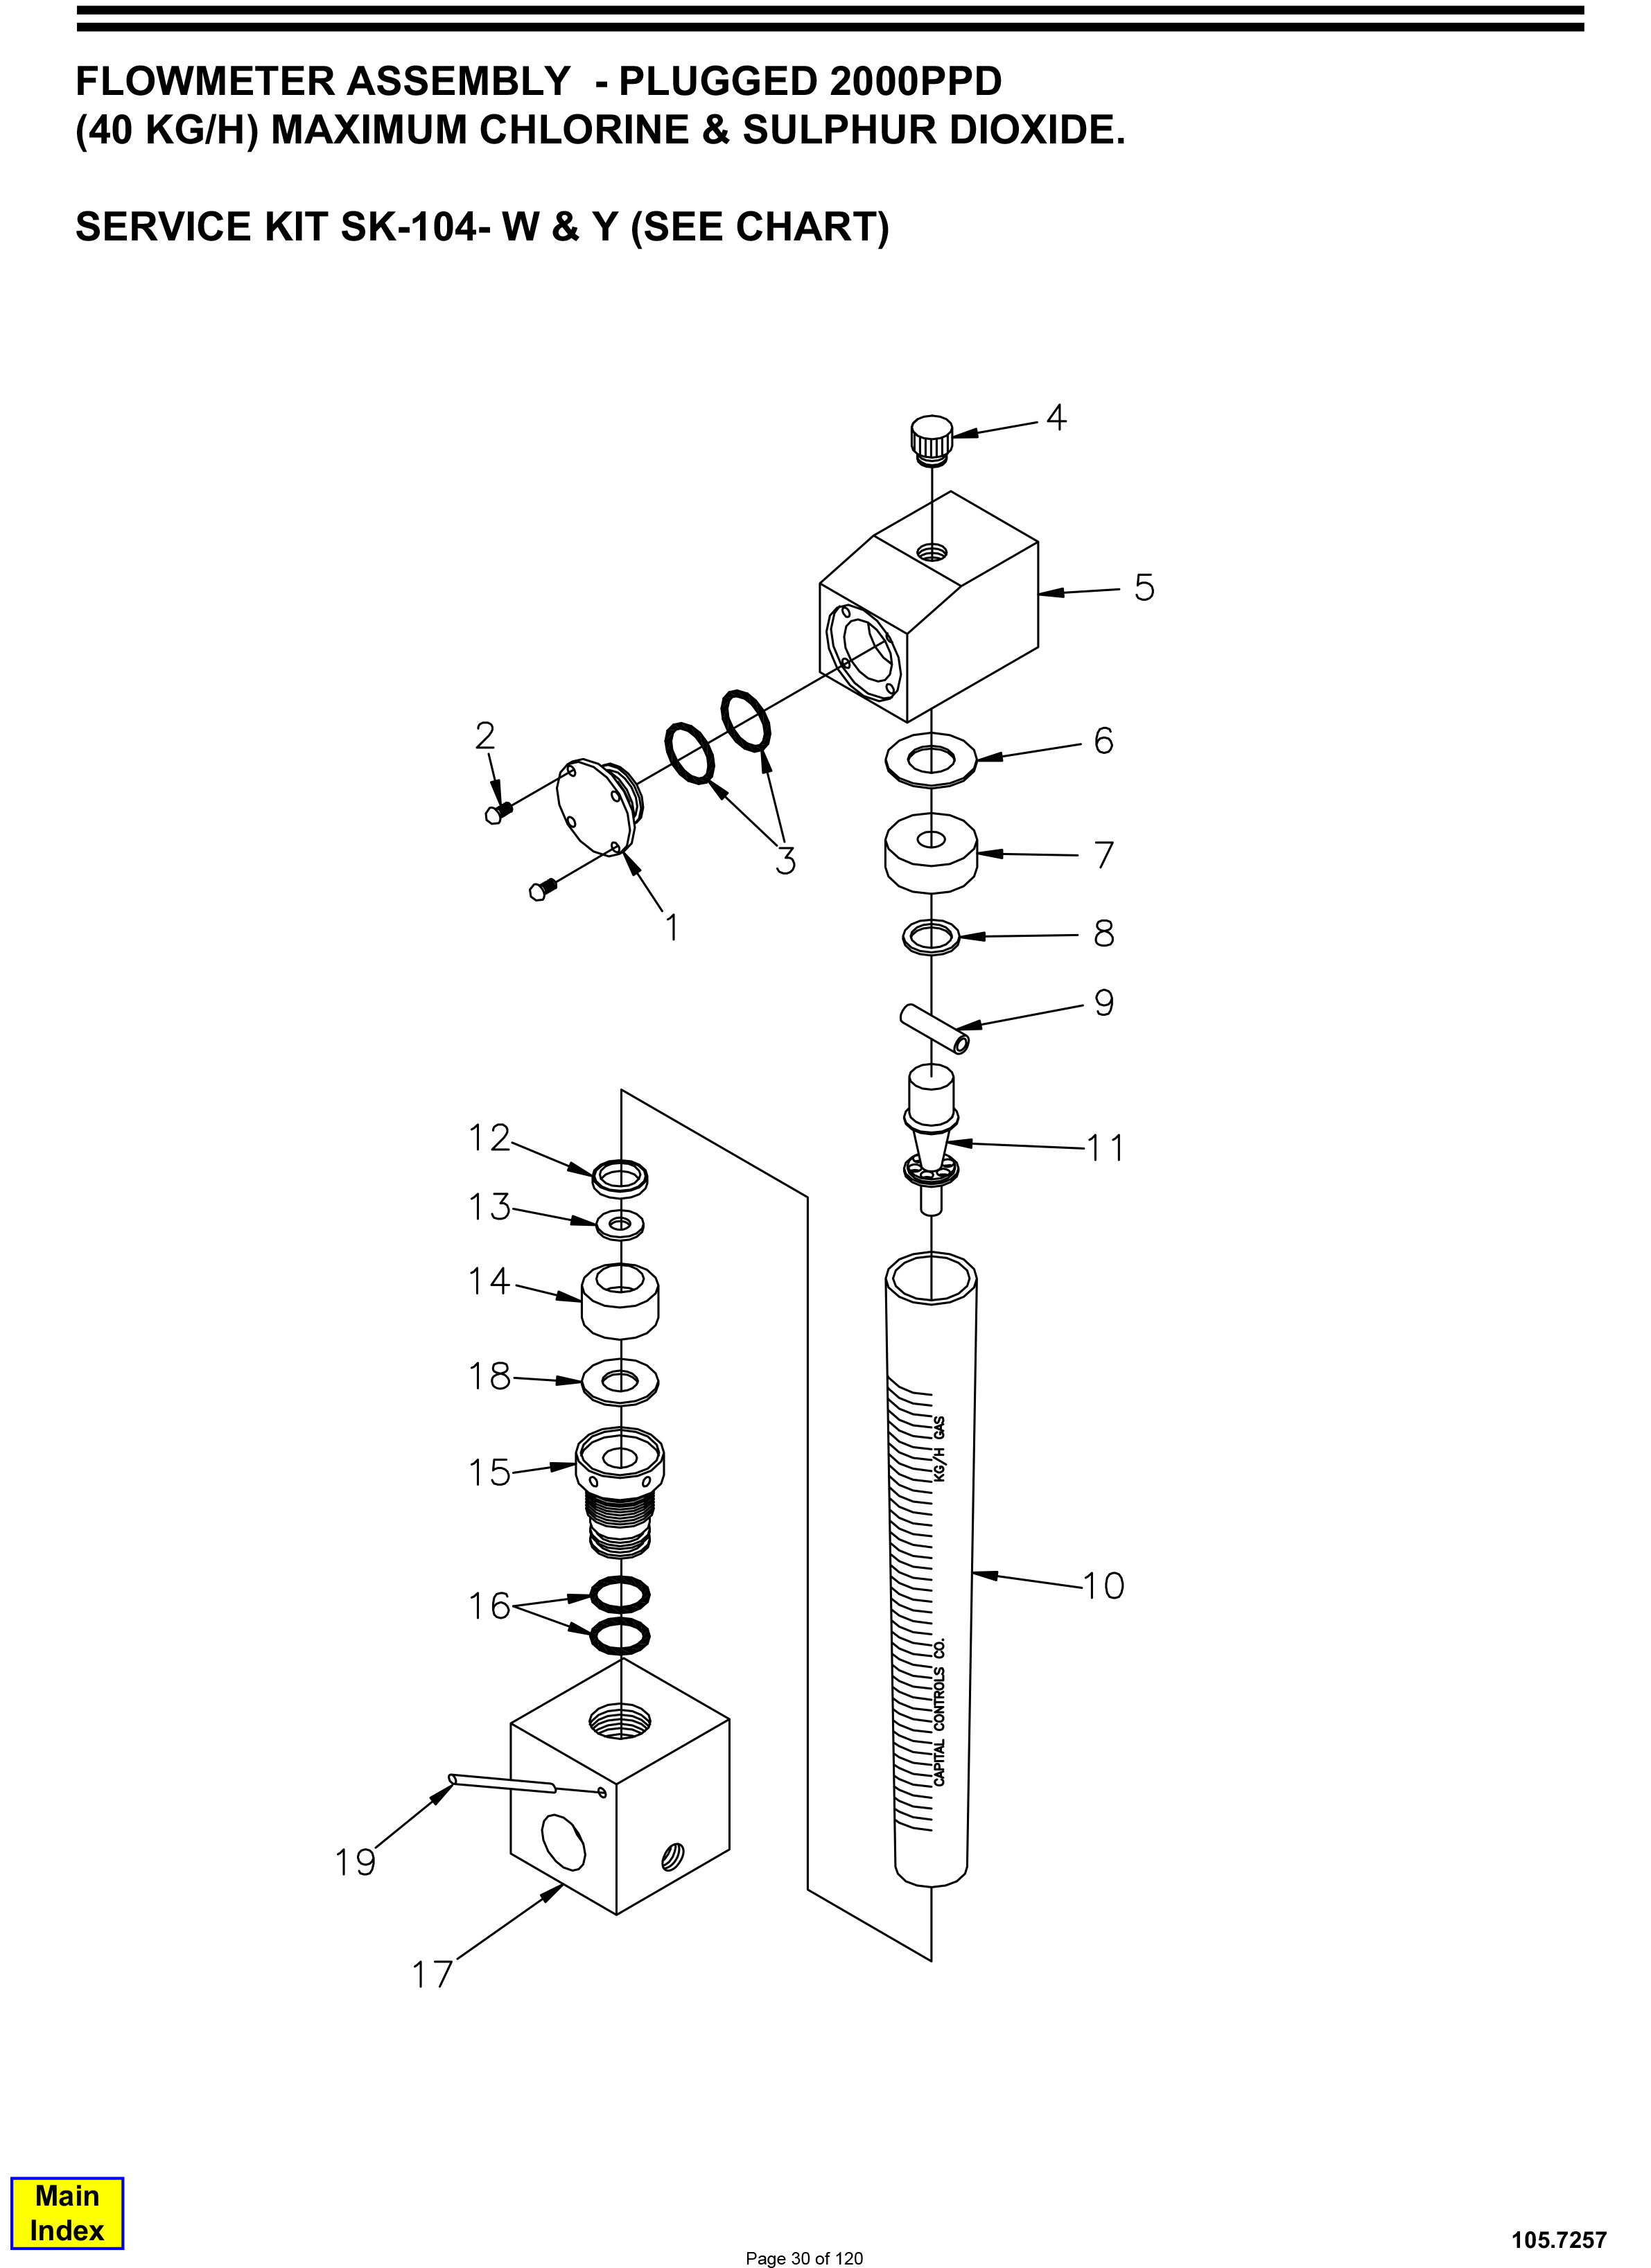 FLOWMETER ASSEMBLY - PLUGGED 2000PPD
(40 KG/H) MAXIMUM CHLORINE & SULPHUR DIOXIDE.
SERVICE KIT SK-104- W & Y (SEE CHART)
4
5
2
6
3
7
1
8
9
12
11
13
14
18
KG/H GAS
15
10
16
CAPITAL CONTROLS CO.
19
17
Main
Index
105.7257
Page 30 of 120